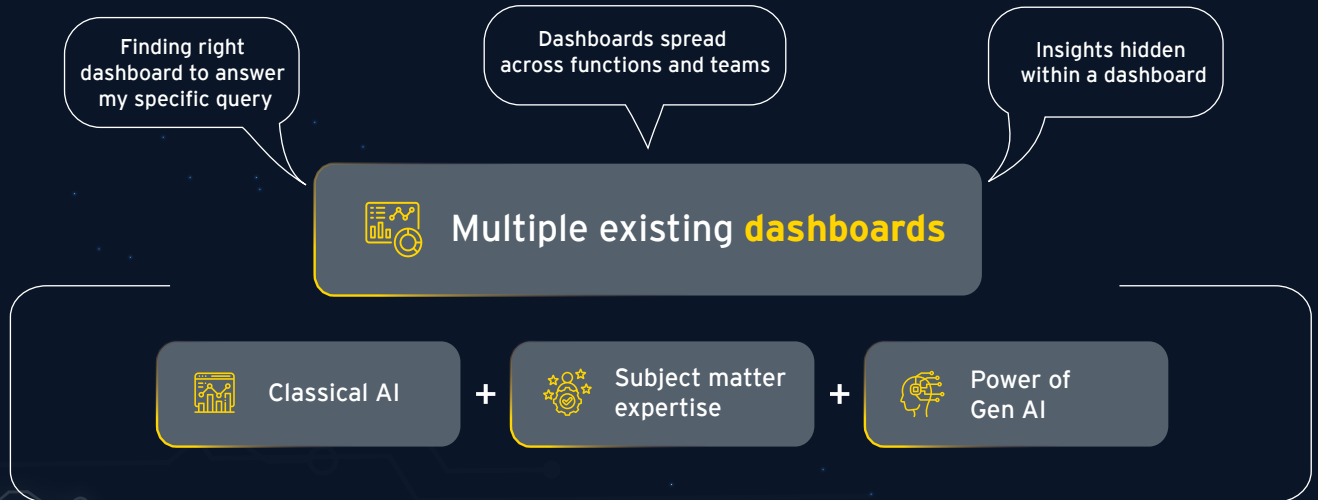 Finding right
dashboard to answer
my specific query
Dashboards spread
across functions and teams
Insights hidden
within a dashboard
Multiple existing dashboards
Classical AI
+
Subject matter
expertise
+
Power of
Gen AI